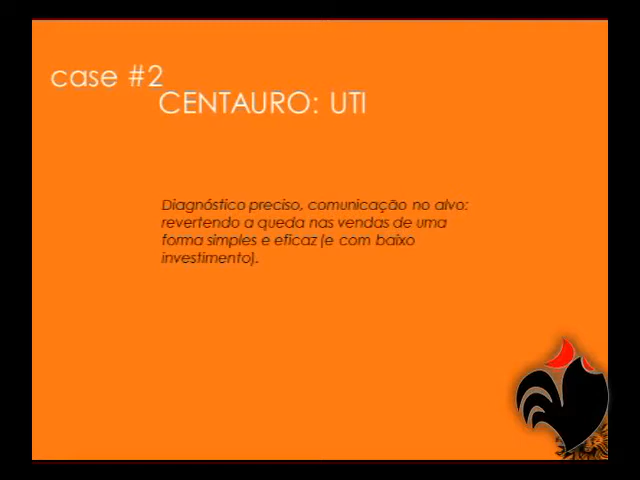 case #2
CENTAURO: UTI
Diagnóstico preciso, comunicação no alvo:
revertendo a queda nas vendas de uma
forma simples e eficaz (e com baixo
investimento).